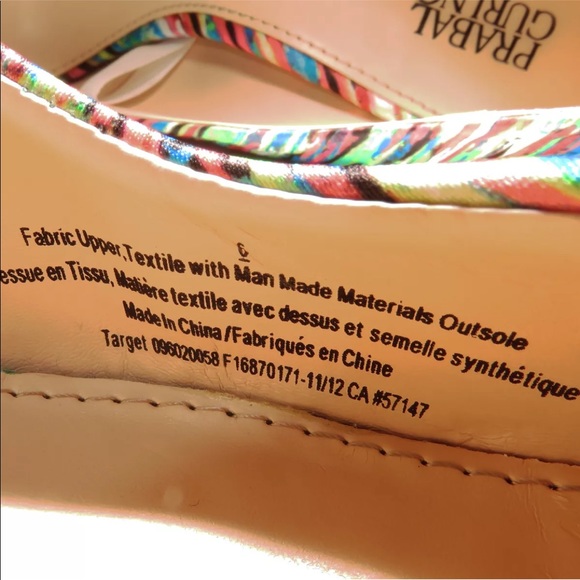 PRABAL
GURUNG
6
Fabric Upper, Textile with Man Made Materials Outsole
essue en Tissu, Matière textile avec dessus et semelle synthétique
Made In China/Fabriqués en Chine
Target 096020058 F16870171-11/12 CA #57147